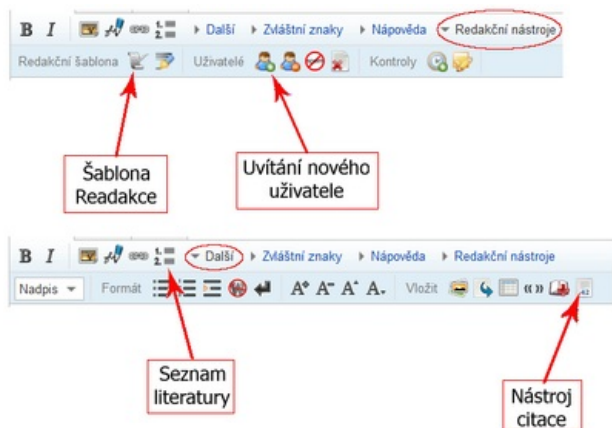 B I Další Zvláštní znaky Nápověda Redakční nástroje
Redakční šablona Uživatelé Kontroly
Šablona
Readakce
Uvítání nového
uživatele
B I Další Zvláštní znaky Nápověda Redakční nástroje
Nadpis Formát A A A A Vložit «»
Seznam
literatury
Nástroj
citace